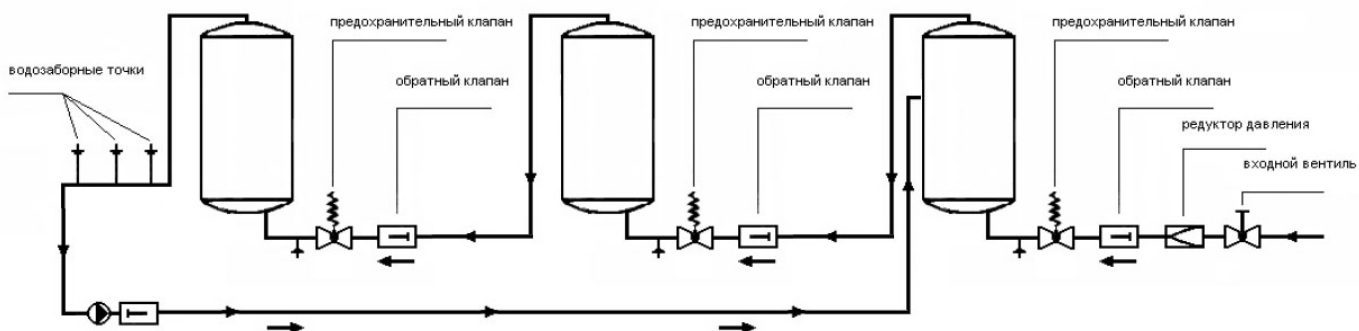 предохранительный клапан
предохранительный клапан
предохранительный клапан
водозаборные точки
обратный клапан
обратный клапан
обратный клапан
редуктор давления
входной вентиль